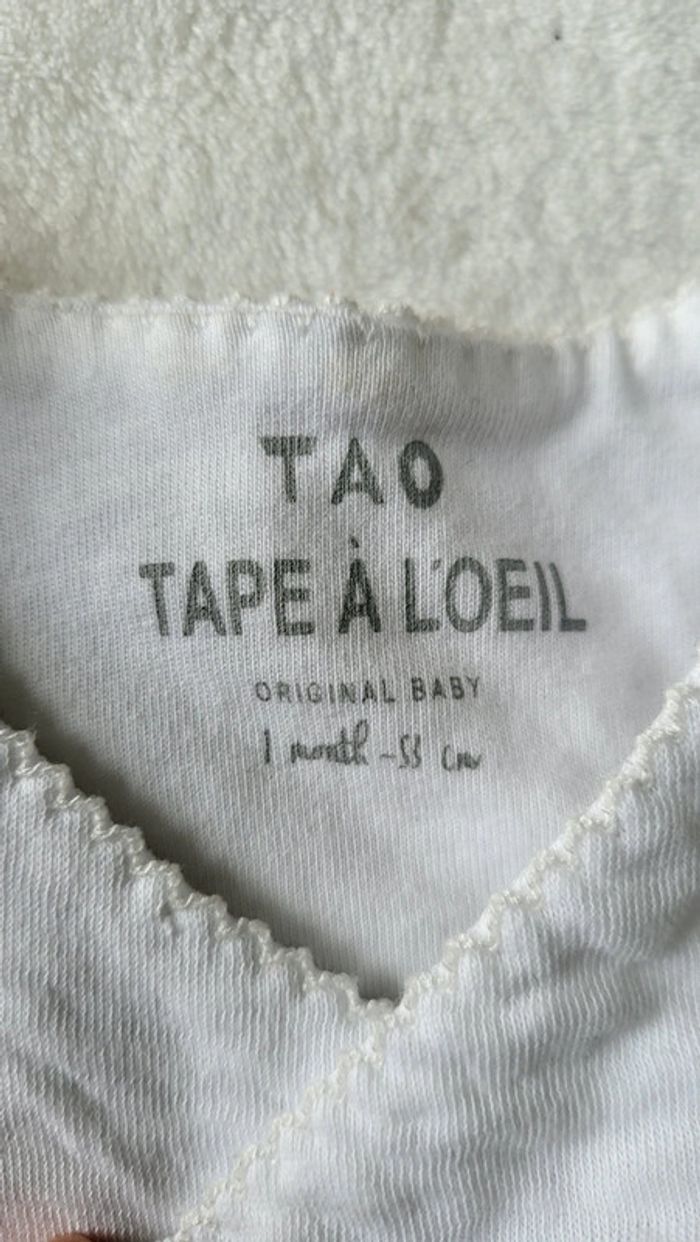 TAO
TAPE À L'OEIL
ORIGINAL BABY
1 month - 55 cm